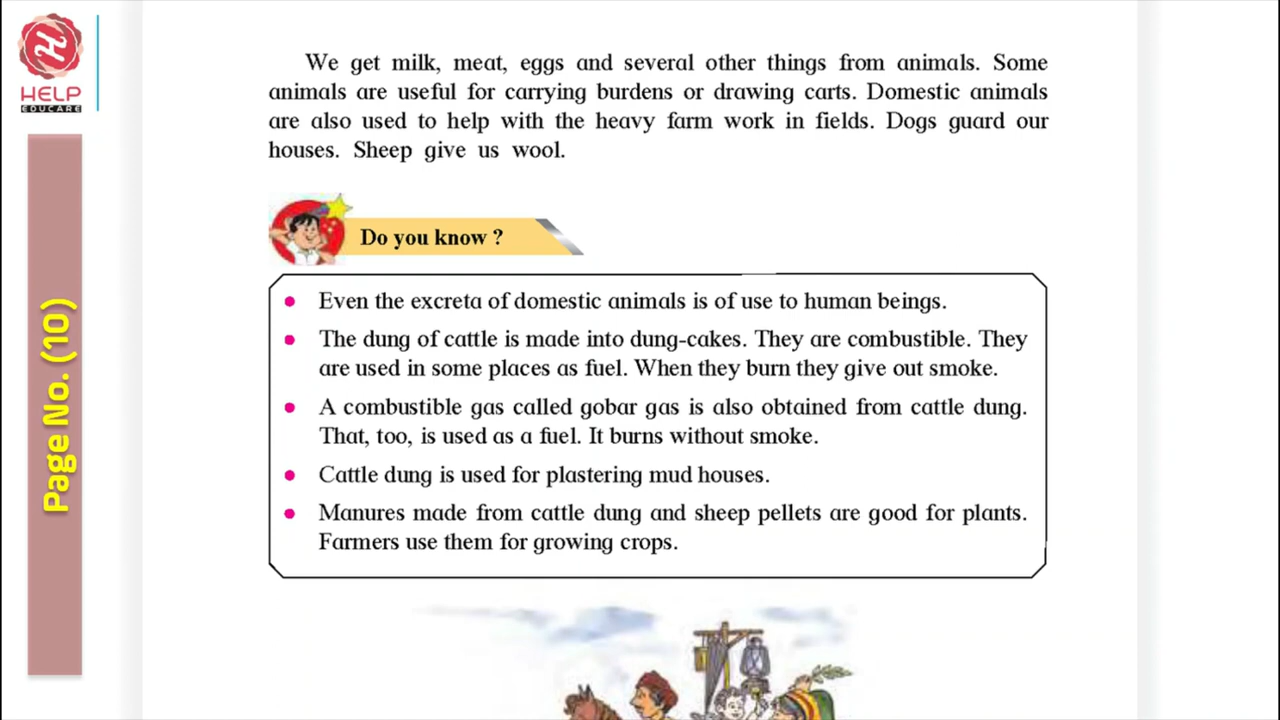 HELP
EDUCARE
Page No. (10)
We get milk, meat, eggs and several other things from animals. Some
animals are useful for carrying burdens or drawing carts. Domestic animals
are also used to help with the heavy farm work in fields. Dogs guard our
houses. Sheep give us wool.
Do you know ?
• Even the excreta of domestic animals is of use to human beings.
• The dung of cattle is made into dung-cakes. They are combustible. They
are used in some places as fuel. When they burn they give out smoke.
• A combustible gas called gobar gas is also obtained from cattle dung.
That, too, is used as a fuel. It burns without smoke.
• Cattle dung is used for plastering mud houses.
• Manures made from cattle dung and sheep pellets are good for plants.
Farmers use them for growing crops.